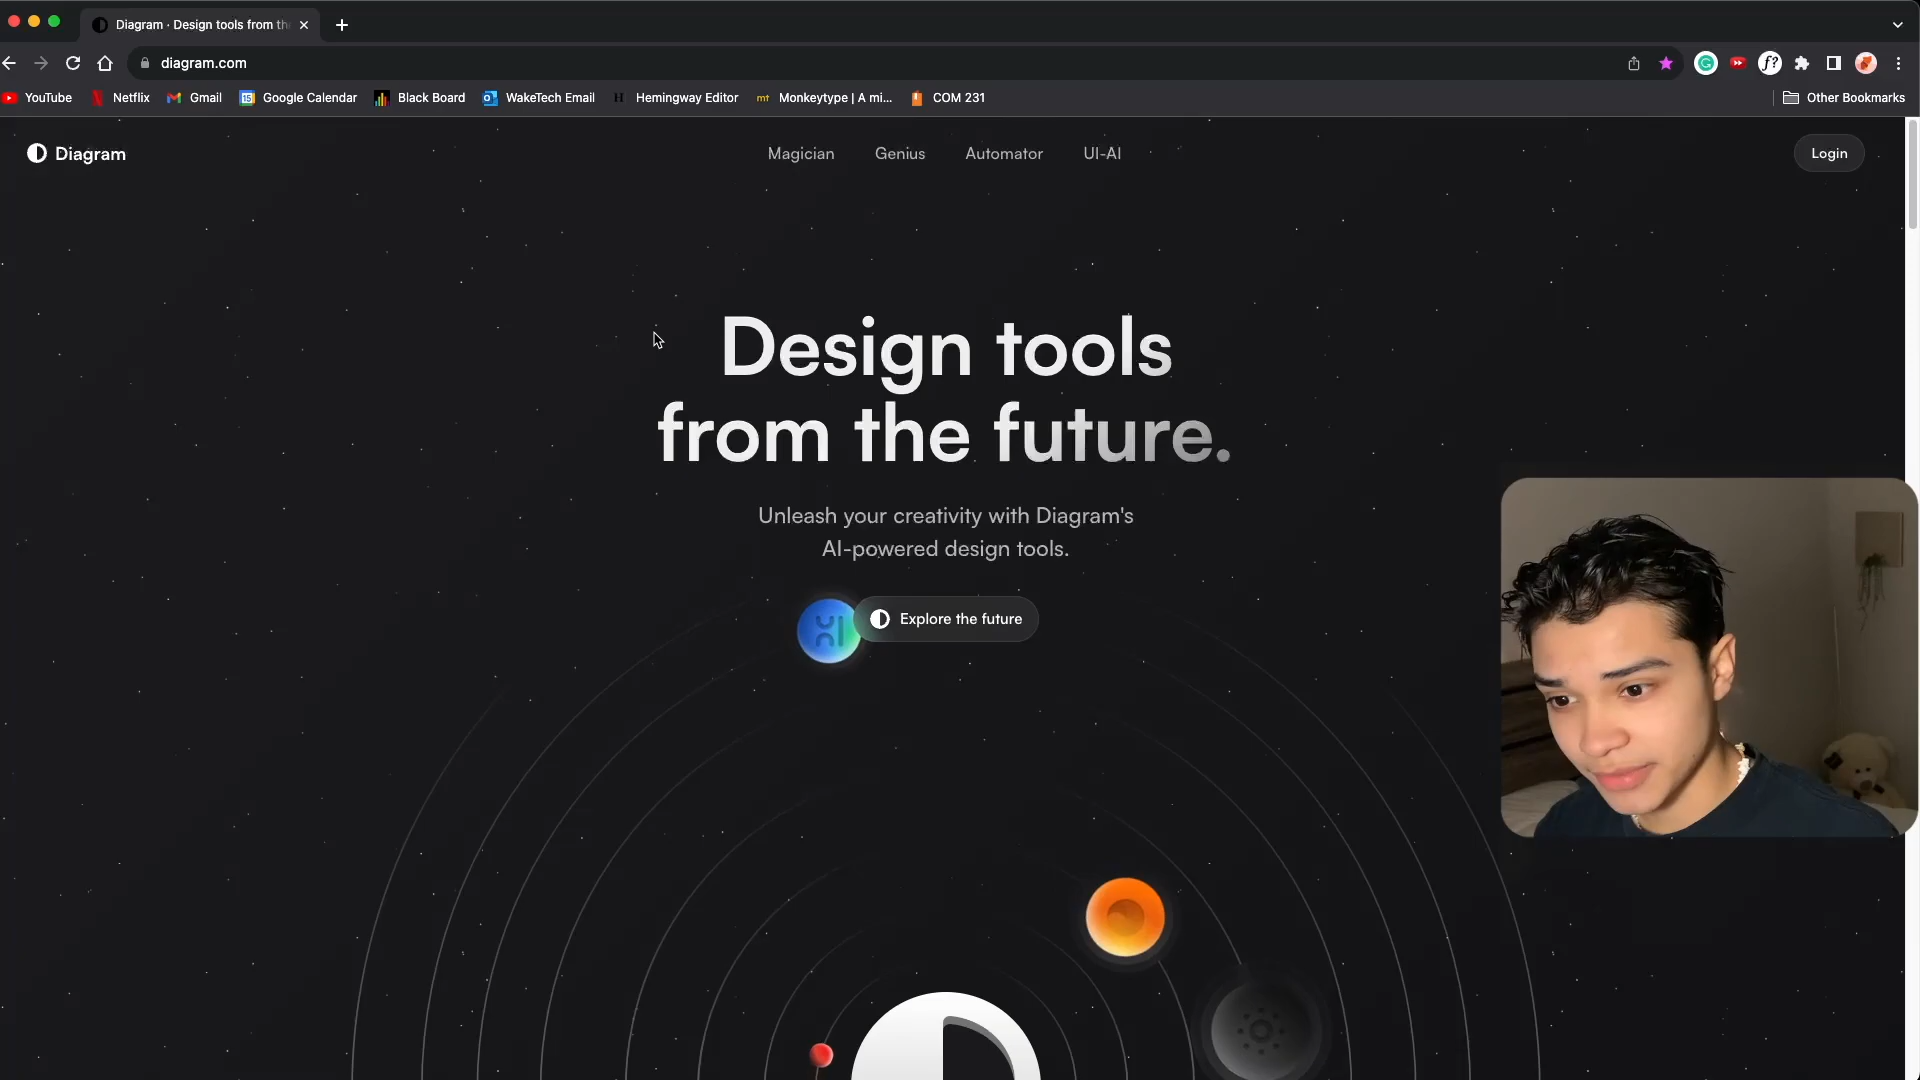 Diagram · Design tools from th
diagram.com
YouTube
Netflix
Gmail
Google Calendar
Black Board
WakeTech Email
Hemingway Editor
Monkeytype | A mi...
COM 231
Other Bookmarks
Diagram
Magician
Genius
Automator
UI-AI
Login
Design tools
from the future.
Unleash your creativity with Diagram's
AI-powered design tools.
Explore the future